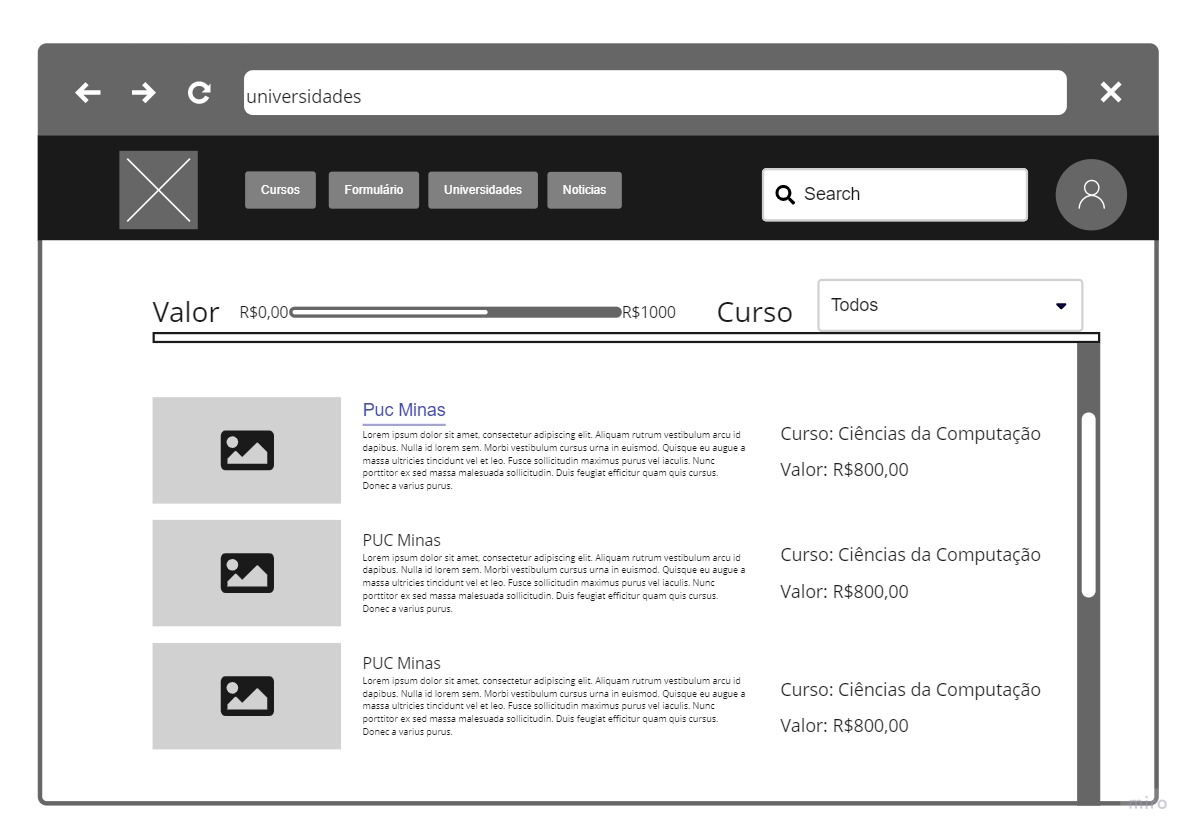 universidades
Cursos Formulário Universidades Noticias Search
Valor R$0,00 R$1000 Curso Todos
Puc Minas
Lorem ipsum dolor sit amet, consectetur adipiscing elit. Aliquam rutrum vestibulum arcu id
dapibus. Nulla id lorem sem. Morbi vestibulum cursus urna in euismod. Quisque eu augue a
massa ultricies tincidunt vel et leo. Fusce sollicitudin maximus purus vel iaculis. Nunc
porttitor ex sed massa malesuada sollicitudin. Duis feugiat efficitur quam quis cursus.
Donec a varius purus.
Curso: Ciências da Computação
Valor: R$800,00
PUC Minas
Lorem ipsum dolor sit amet, consectetur adipiscing elit. Aliquam rutrum vestibulum arcu id
dapibus. Nulla id lorem sem. Morbi vestibulum cursus urna in euismod. Quisque eu augue a
massa ultricies tincidunt vel et leo. Fusce sollicitudin maximus purus vel iaculis. Nunc
porttitor ex sed massa malesuada sollicitudin. Duis feugiat efficitur quam quis cursus.
Donec a varius purus.
Curso: Ciências da Computação
Valor: R$800,00
PUC Minas
Lorem ipsum dolor sit amet, consectetur adipiscing elit. Aliquam rutrum vestibulum arcu id
dapibus. Nulla id lorem sem. Morbi vestibulum cursus urna in euismod. Quisque eu augue a
massa ultricies tincidunt vel et leo. Fusce sollicitudin maximus purus vel iaculis. Nunc
porttitor ex sed massa malesuada sollicitudin. Duis feugiat efficitur quam quis cursus.
Donec a varius purus.
Curso: Ciências da Computação
Valor: R$800,00
miro